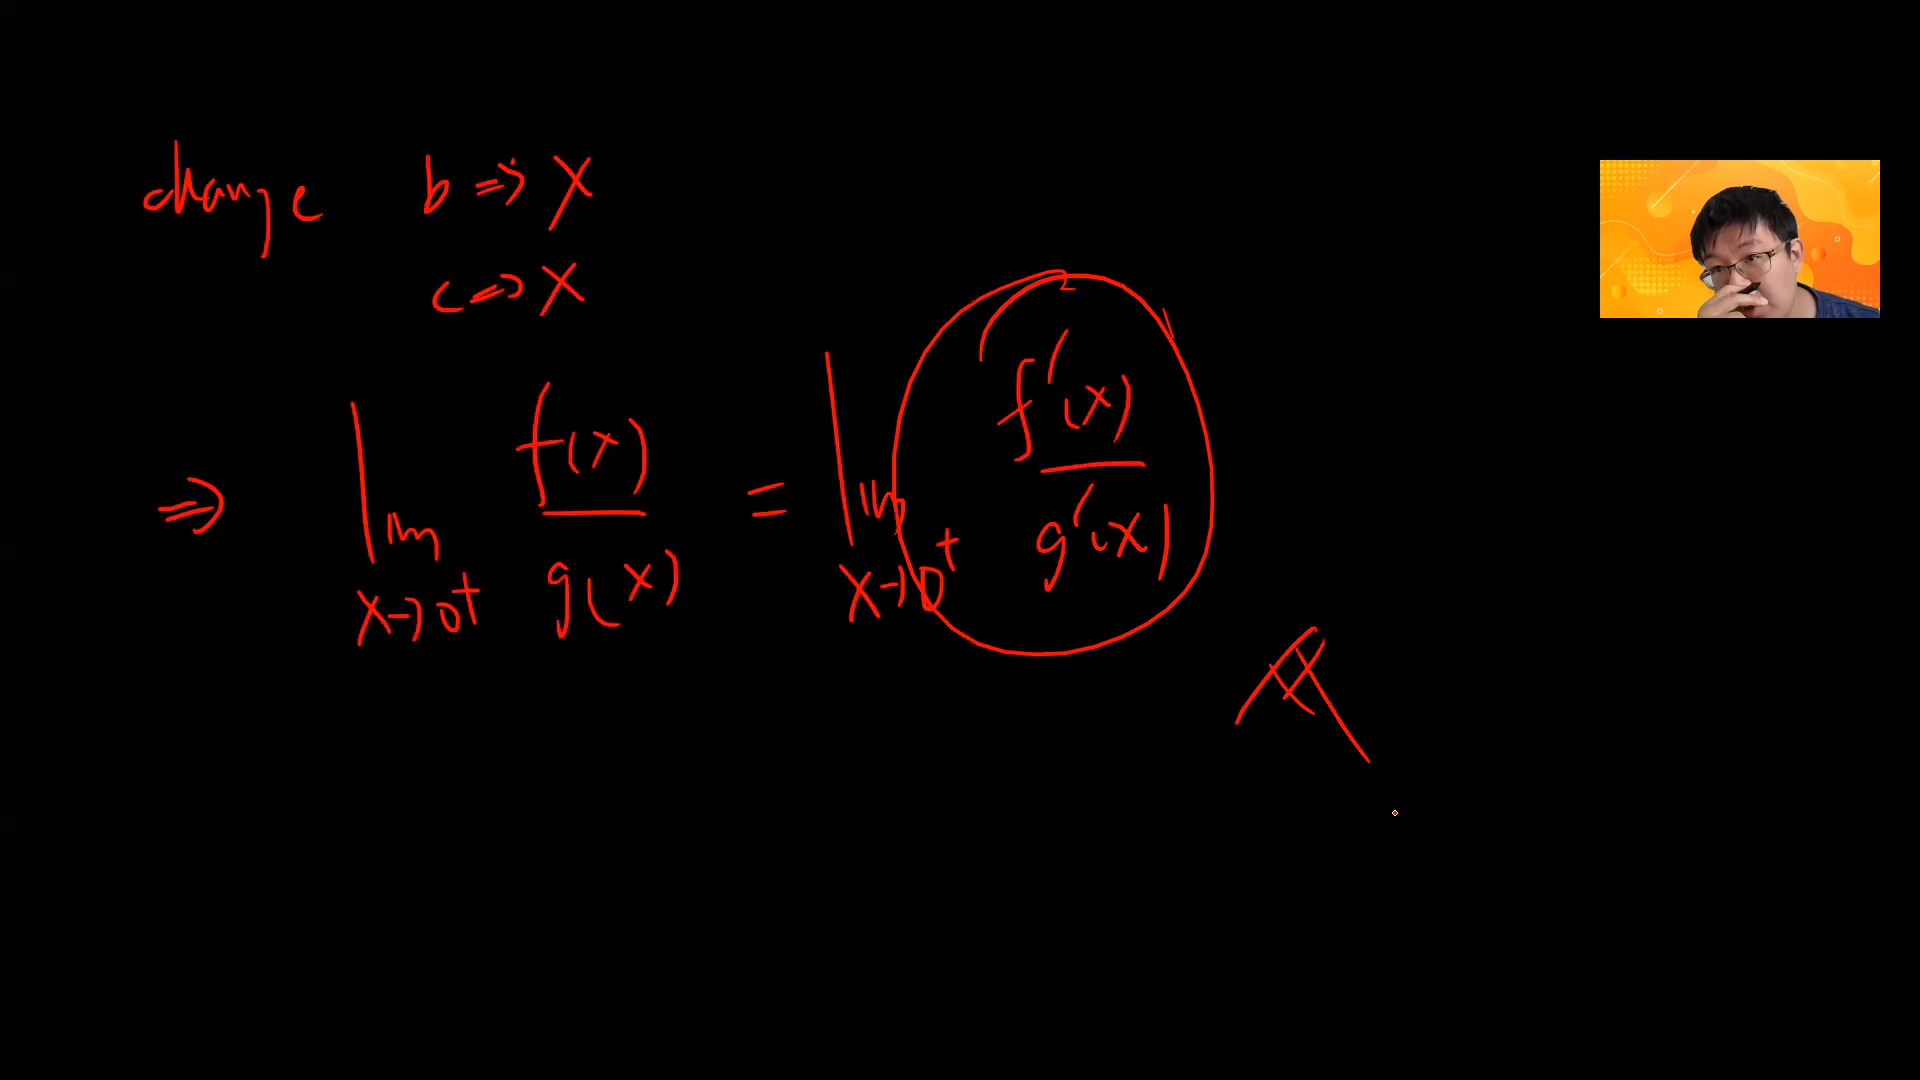 change b => X
c => X
=> lim x→0+ f(x) / g(x) = lim x→0+ f'(x) / g'(x)